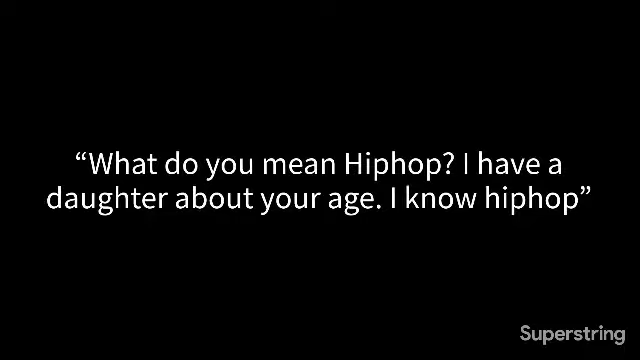 “What do you mean Hiphop? I have a
daughter about your age. I know hiphop”
Superstring